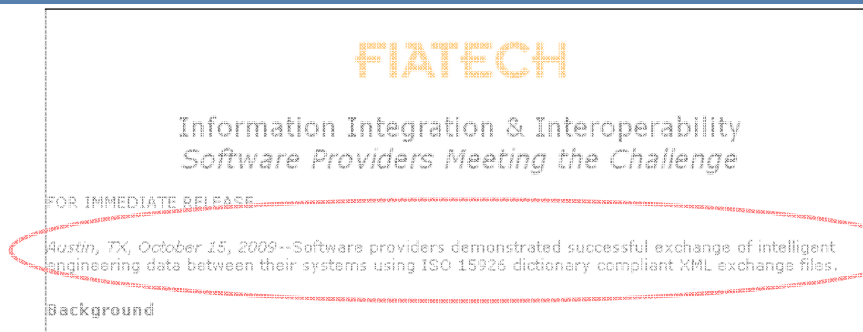 FIATECH
Information Integration & Interoperability
Software Providers Meeting the Challenge
FOR IMMEDIATE RELEASE
Austin, TX, October 15, 2009--Software providers demonstrated successful exchange of intelligent
engineering data between their systems using ISO 15926 dictionary compliant XML exchange files.
Background